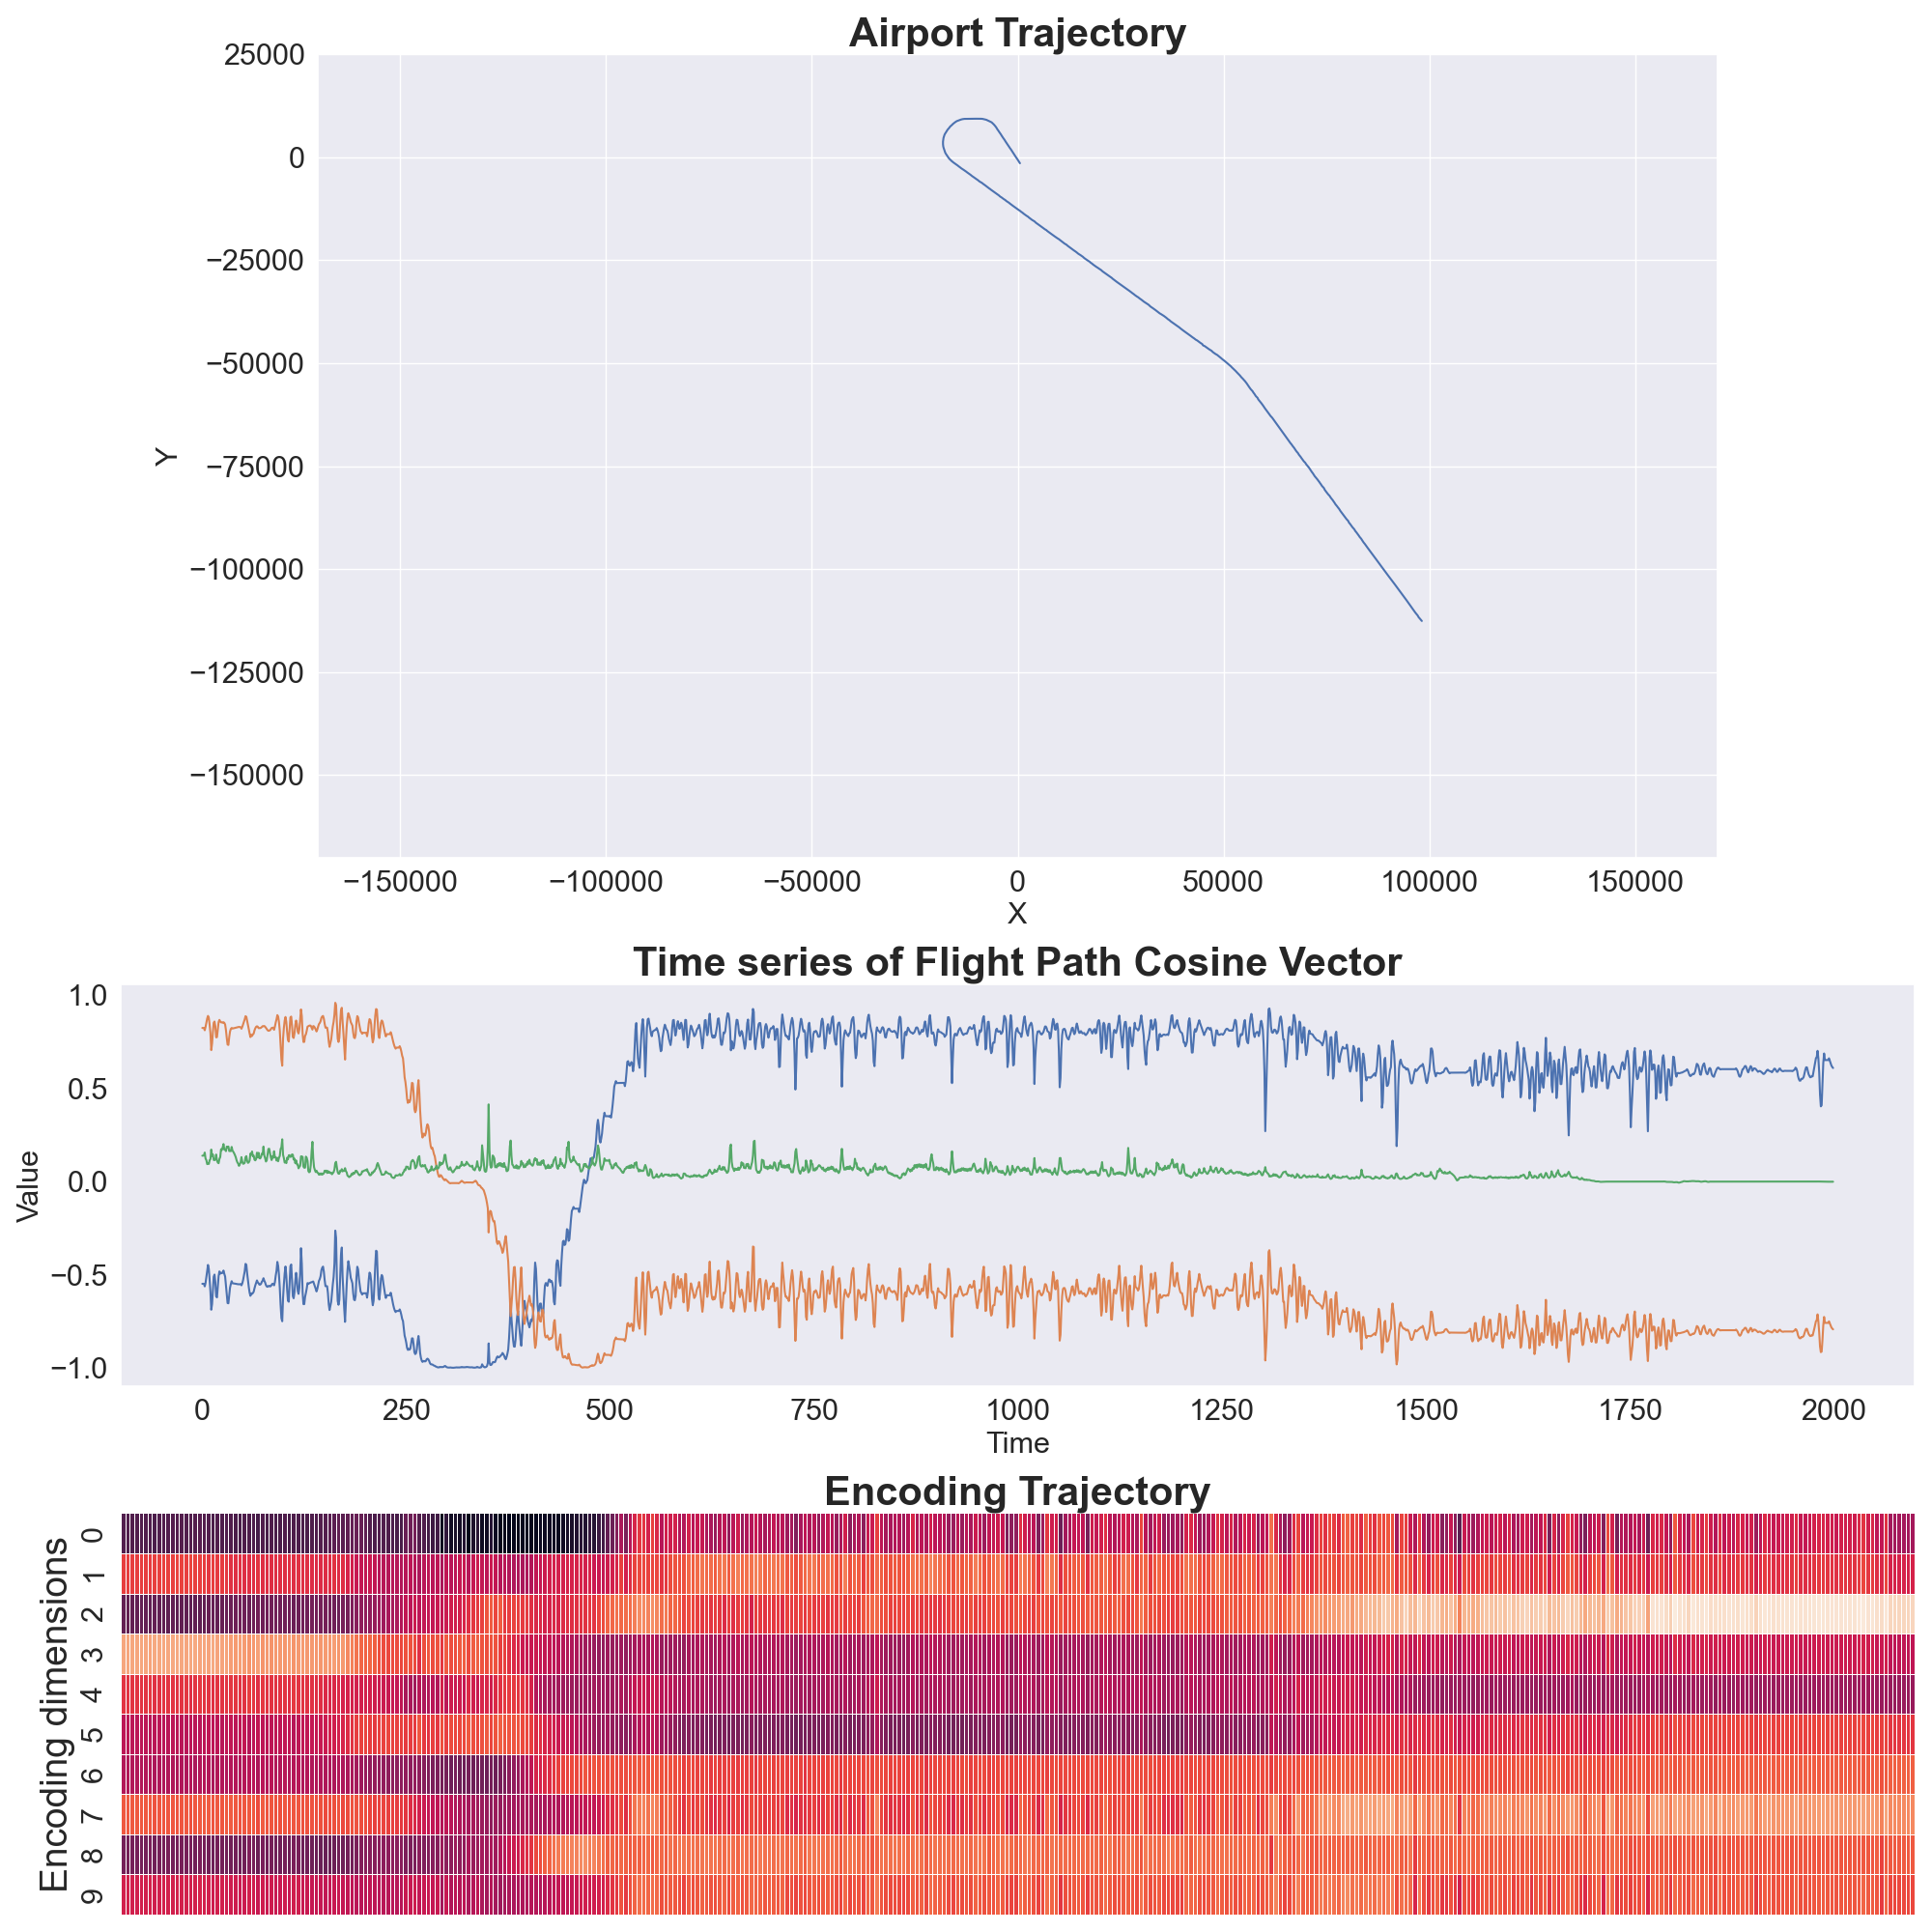 Airport Trajectory
25000
0
−25000
−50000
−75000
−100000
−125000
−150000
Y
−150000 −100000 −50000 0 50000 100000 150000
X
Time series of Flight Path Cosine Vector
1.0
0.5
0.0
−0.5
−1.0
Value
0 250 500 750 1000 1250 1500 1750 2000
Time
Encoding Trajectory
Encoding dimensions
0
1
2
3
4
5
6
7
8
9